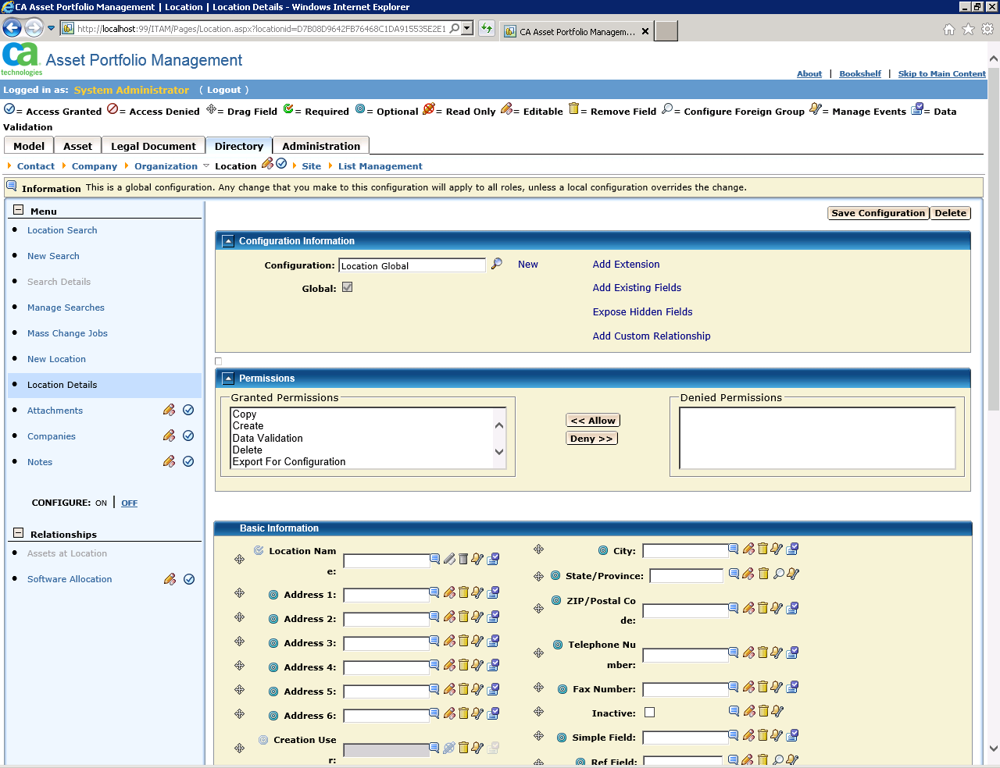 CA Asset Portfolio Management | Location | Location Details - Windows Internet Explorer
http://localhost:99/ITAM/Pages/Location.aspx?locationid=D7B08D9642FB76468C1DA915535E2E1
CA Asset Portfolio Managem...
ca
technologies
Asset Portfolio Management
About | Bookshelf | Skip to Main Content
Logged in as: System Administrator ( Logout )
= Access Granted = Access Denied = Drag Field = Required = Optional = Read Only = Editable = Remove Field = Configure Foreign Group = Manage Events = Data
Validation
Model Asset Legal Document Directory Administration
Contact Company Organization Location Site List Management
Information This is a global configuration. Any change that you make to this configuration will apply to all roles, unless a local configuration overrides the change.
Menu
Location Search
New Search
Search Details
Manage Searches
Mass Change Jobs
New Location
Location Details
Attachments
Companies
Notes
CONFIGURE: ON | OFF
Relationships
Assets at Location
Software Allocation
Save Configuration Delete
Configuration Information
Configuration: Location Global New Add Extension
Global: Add Existing Fields
Expose Hidden Fields
Add Custom Relationship
Permissions
Granted Permissions
Copy
Create
Data Validation
Delete
Export For Configuration
<< Allow
Deny >>
Denied Permissions
Basic Information
Location Nam
e:
Address 1:
Address 2:
Address 3:
Address 4:
Address 5:
Address 6:
Creation Use
r:
City:
State/Province:
ZIP/Postal Co
de:
Telephone Nu
mber:
Fax Number:
Inactive:
Simple Field:
Ref Field: